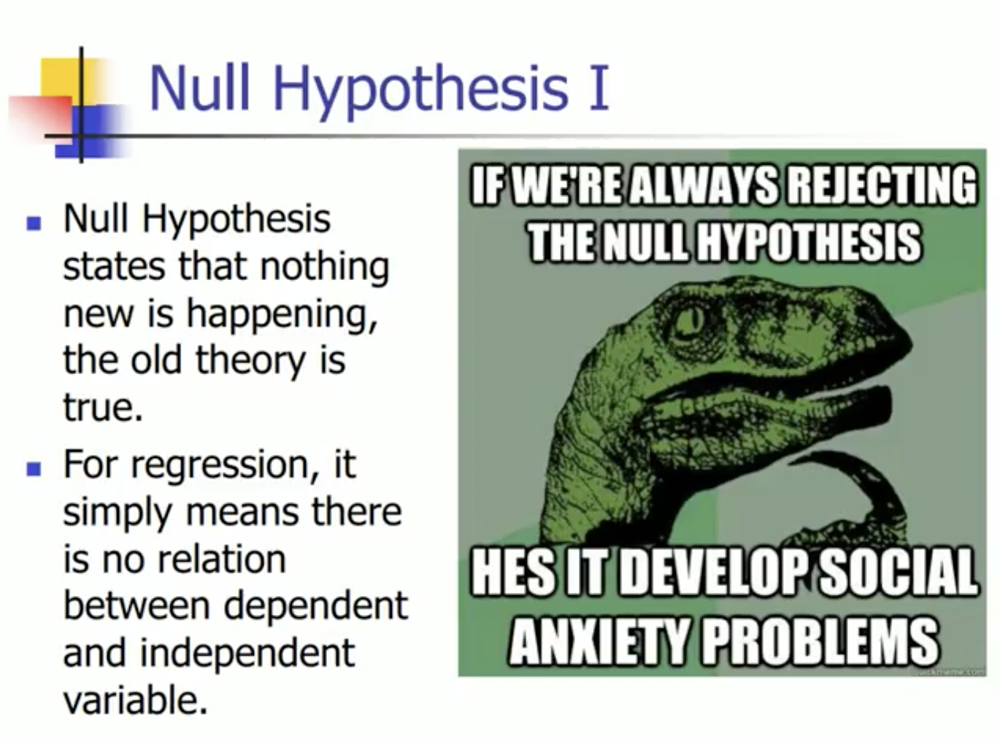 Null Hypothesis I
Null Hypothesis
states that nothing
new is happening,
the old theory is
true.
For regression, it
simply means there
is no relation
between dependent
and independent
variable.
IF WE'RE ALWAYS REJECTING
THE NULL HYPOTHESIS
HES IT DEVELOP SOCIAL
ANXIETY PROBLEMS
quickmeme.com